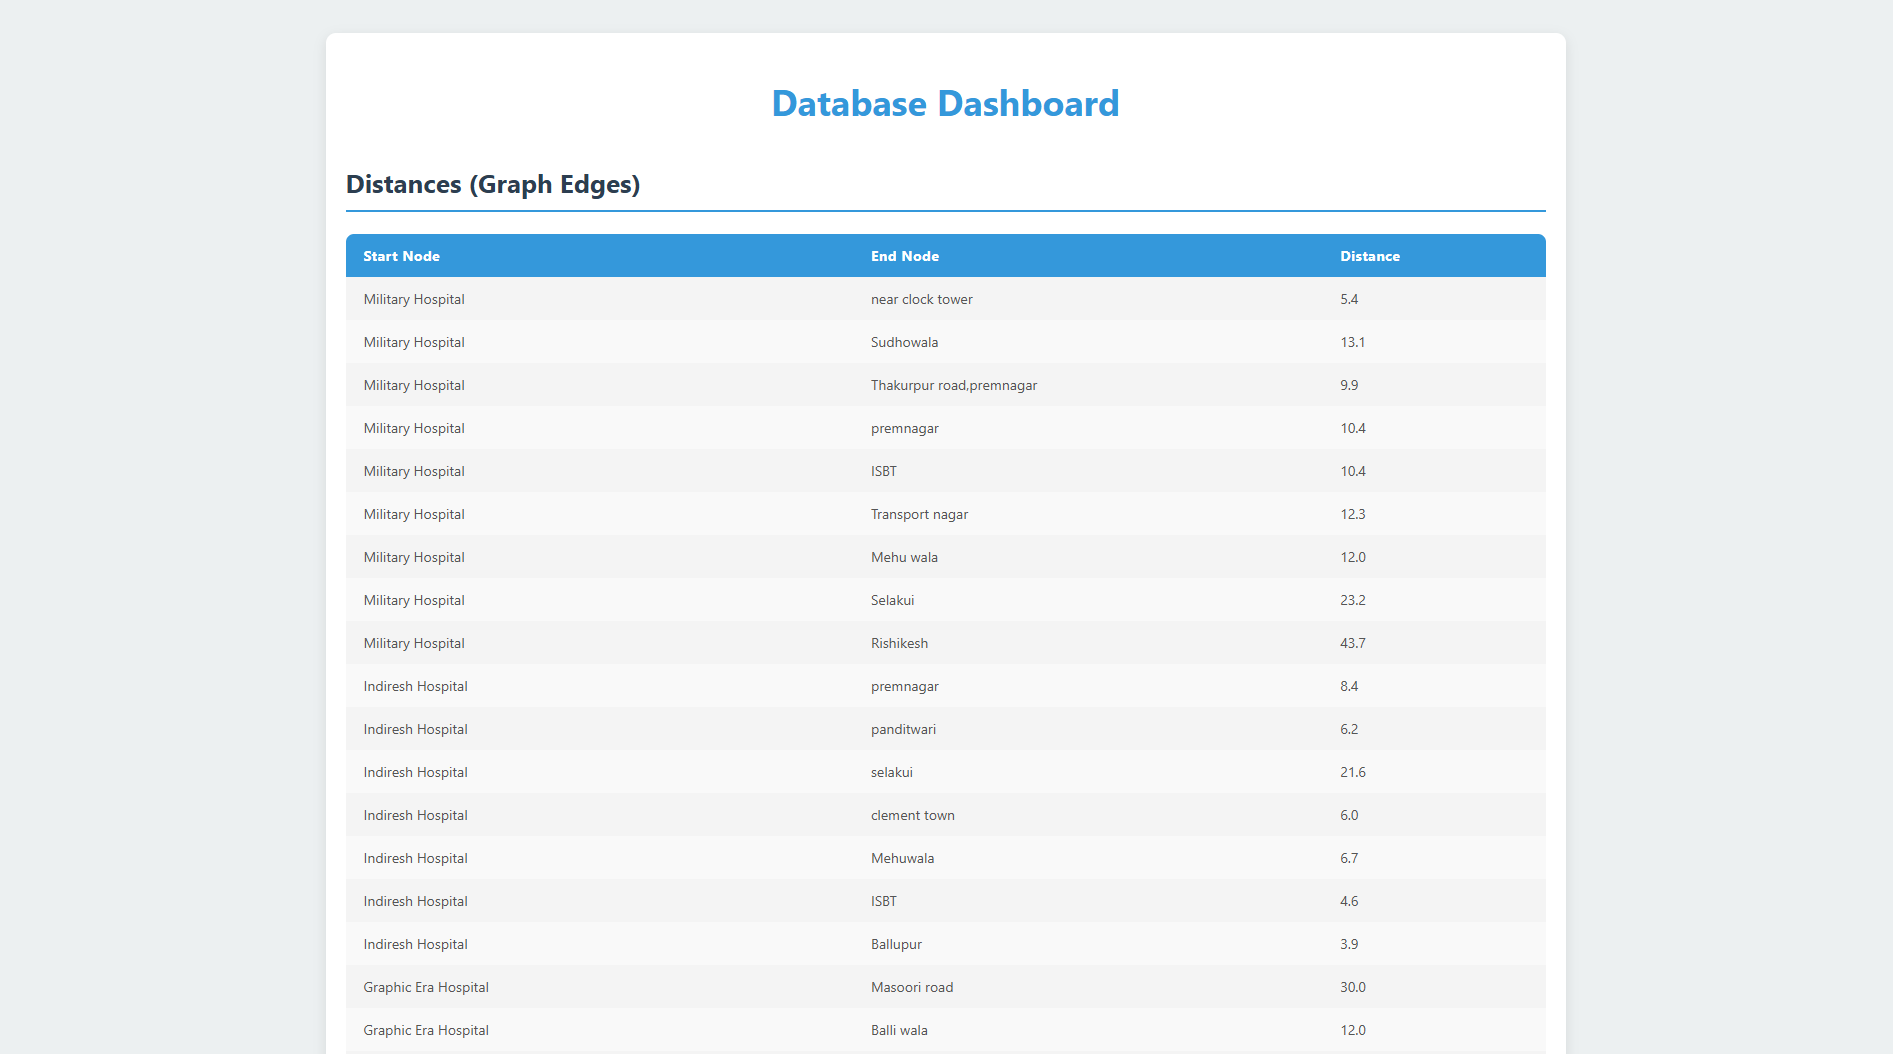 Database Dashboard
Distances (Graph Edges)
Start Node End Node Distance
Military Hospital near clock tower 5.4
Military Hospital Sudhowala 13.1
Military Hospital Thakurpur road,premnagar 9.9
Military Hospital premnagar 10.4
Military Hospital ISBT 10.4
Military Hospital Transport nagar 12.3
Military Hospital Mehu wala 12.0
Military Hospital Selakui 23.2
Military Hospital Rishikesh 43.7
Indiresh Hospital premnagar 8.4
Indiresh Hospital panditwari 6.2
Indiresh Hospital selakui 21.6
Indiresh Hospital clement town 6.0
Indiresh Hospital Mehuwala 6.7
Indiresh Hospital ISBT 4.6
Indiresh Hospital Ballupur 3.9
Graphic Era Hospital Masoori road 30.0
Graphic Era Hospital Balli wala 12.0